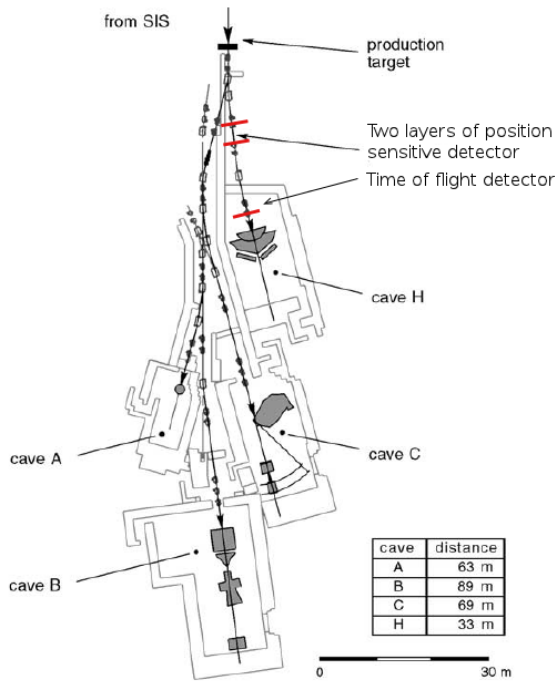 from SIS
production
target
Two layers of position
sensitive detector
Time of flight detector
cave H
cave A
cave C
cave B
cave distance
A 63 m
B 89 m
C 69 m
H 33 m
0 30 m